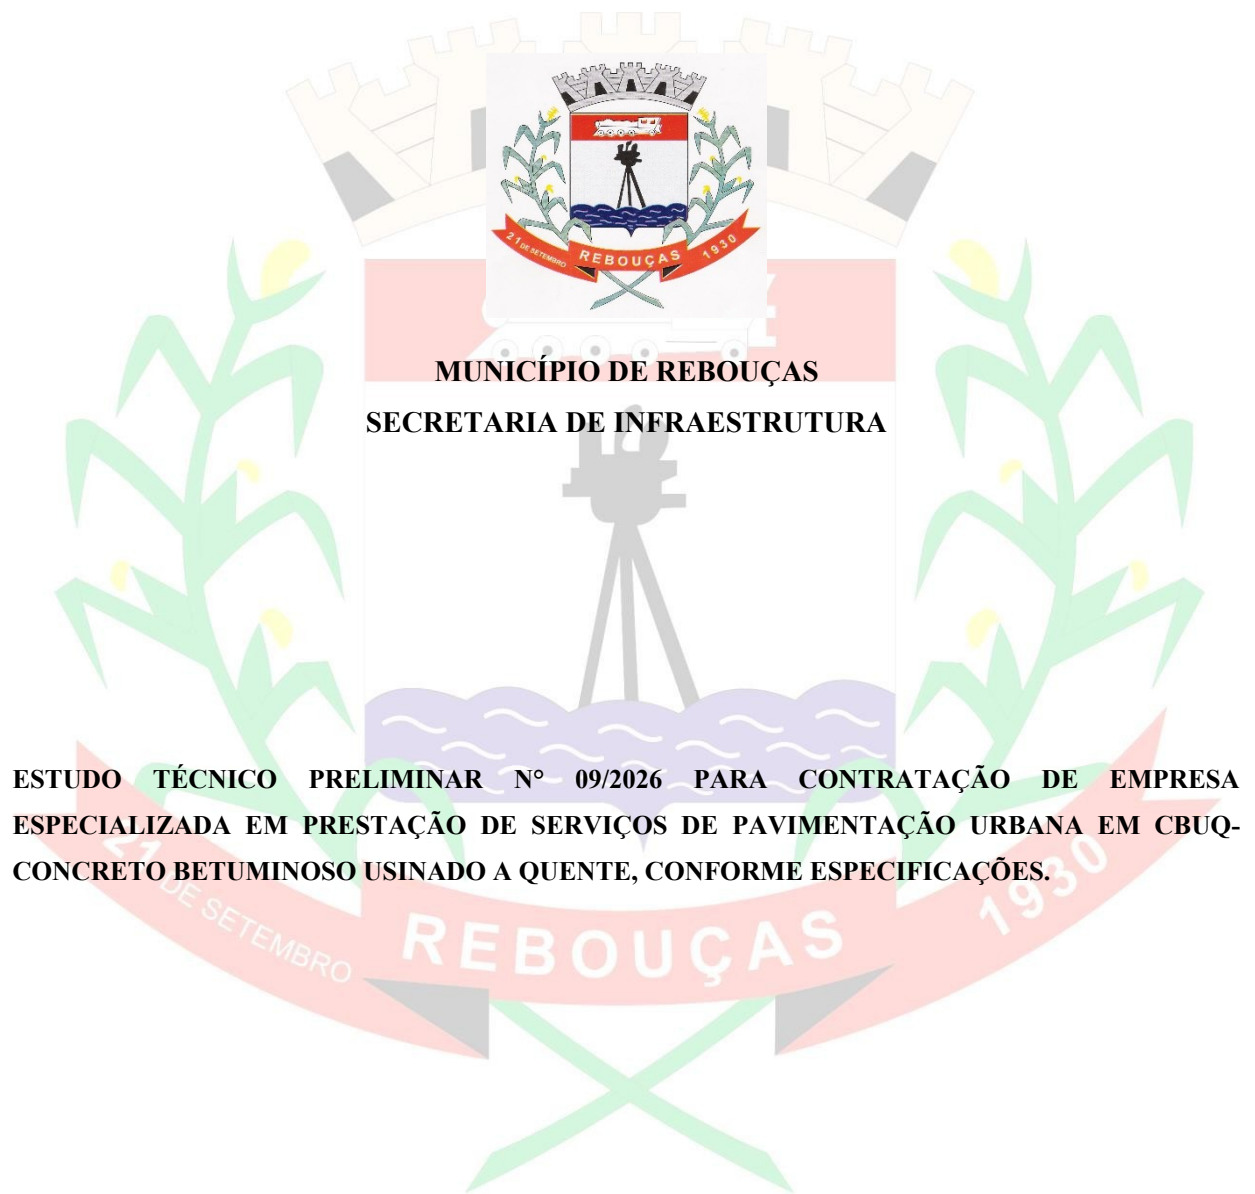 21 DE SETEMBRO REBOUÇAS 1930
MUNICÍPIO DE REBOUÇAS
SECRETARIA DE INFRAESTRUTURA
ESTUDO TÉCNICO PRELIMINAR N° 09/2026 PARA CONTRATAÇÃO DE EMPRESA
ESPECIALIZADA EM PRESTAÇÃO DE SERVIÇOS DE PAVIMENTAÇÃO URBANA EM CBUQ-
CONCRETO BETUMINOSO USINADO A QUENTE, CONFORME ESPECIFICAÇÕES.
21 DE SETEMBRO REBOUÇAS 1930